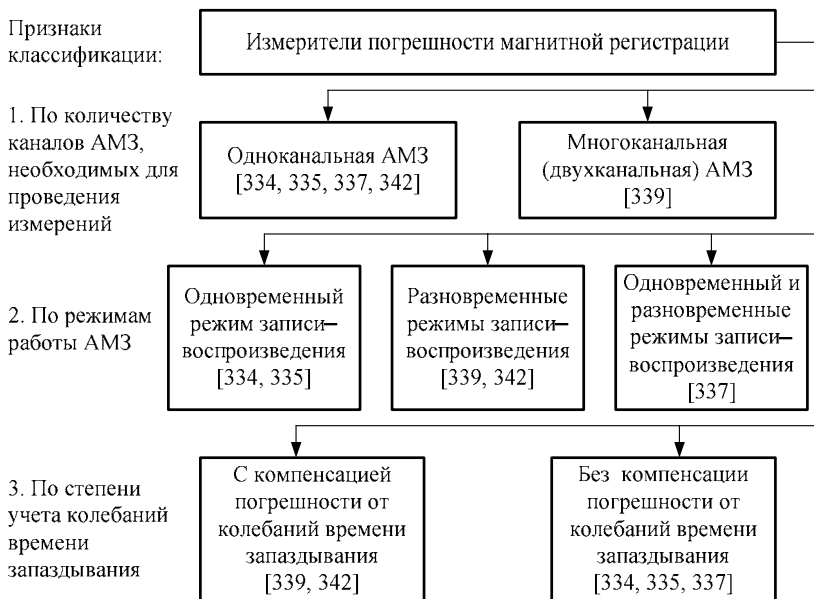 Признаки
классификации:
Измерители погрешности магнитной регистрации
1. По количеству
каналов АМЗ,
необходимых для
проведения
измерений
Одноканальная АМЗ
[334, 335, 337, 342]
Многоканальная
(двухканальная) АМЗ
[339]
2. По режимам
работы АМЗ
Одновременный
режим записи–
воспроизведения
[334, 335]
Разновременные
режимы записи–
воспроизведения
[339, 342]
Одновременный и
разновременные
режимы записи–
воспроизведения
[337]
3. По степени
учета колебаний
времени
запаздывания
С компенсацией
погрешности от
колебаний времени
запаздывания
[339, 342]
Без компенсации
погрешности от
колебаний времени
запаздывания
[334, 335, 337]